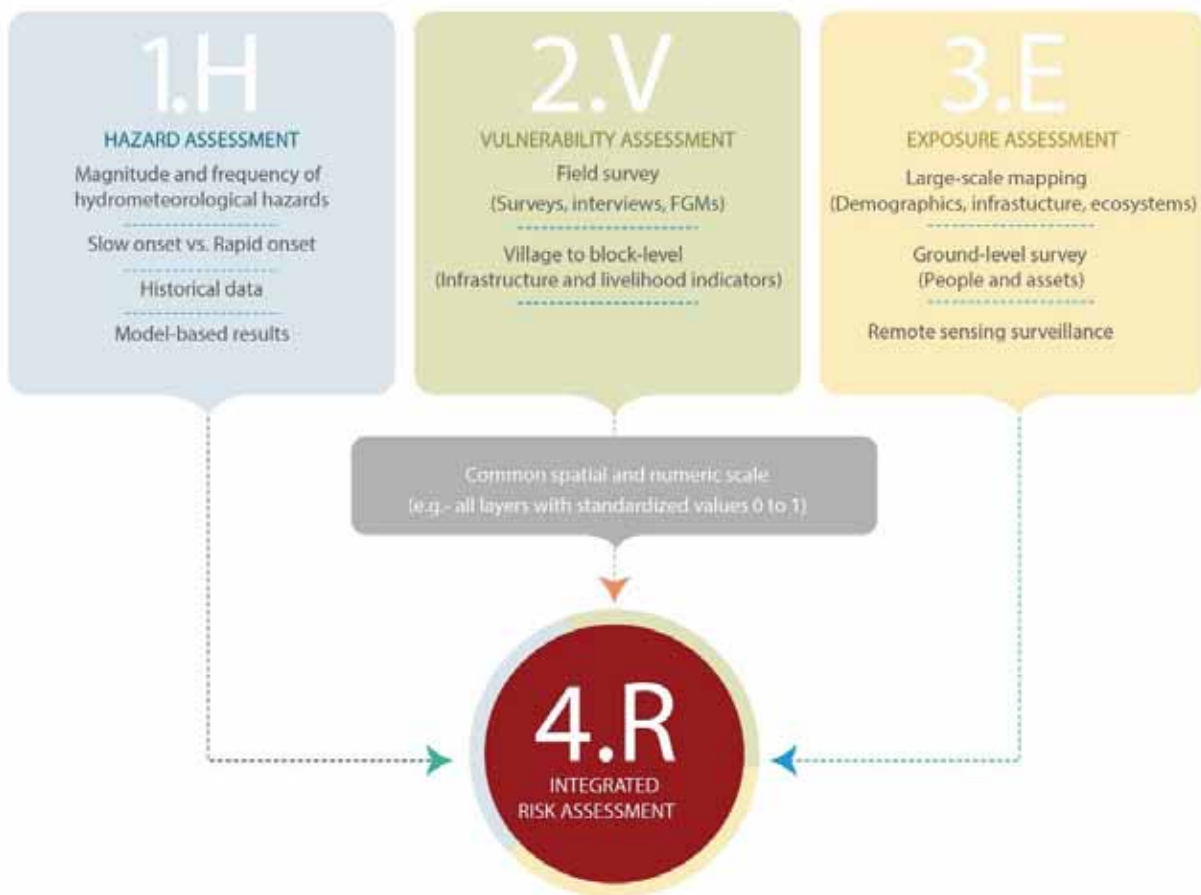 1.H
HAZARD ASSESSMENT
Magnitude and frequency of
hydrometeorological hazards
Slow onset vs. Rapid onset
Historical data
Model-based results
2.V
VULNERABILITY ASSESSMENT
Field survey
(Surveys, interviews, FGMs)
Village to block-level
(Infrastructure and livelihood indicators)
3.E
EXPOSURE ASSESSMENT
Large-scale mapping
(Demographics, infrastucture, ecosystems)
Ground-level survey
(People and assets)
Remote sensing surveillance
Common spatial and numeric scale
(e.g.- all layers with standardized values 0 to 1)
4.R
INTEGRATED
RISK ASSESSMENT